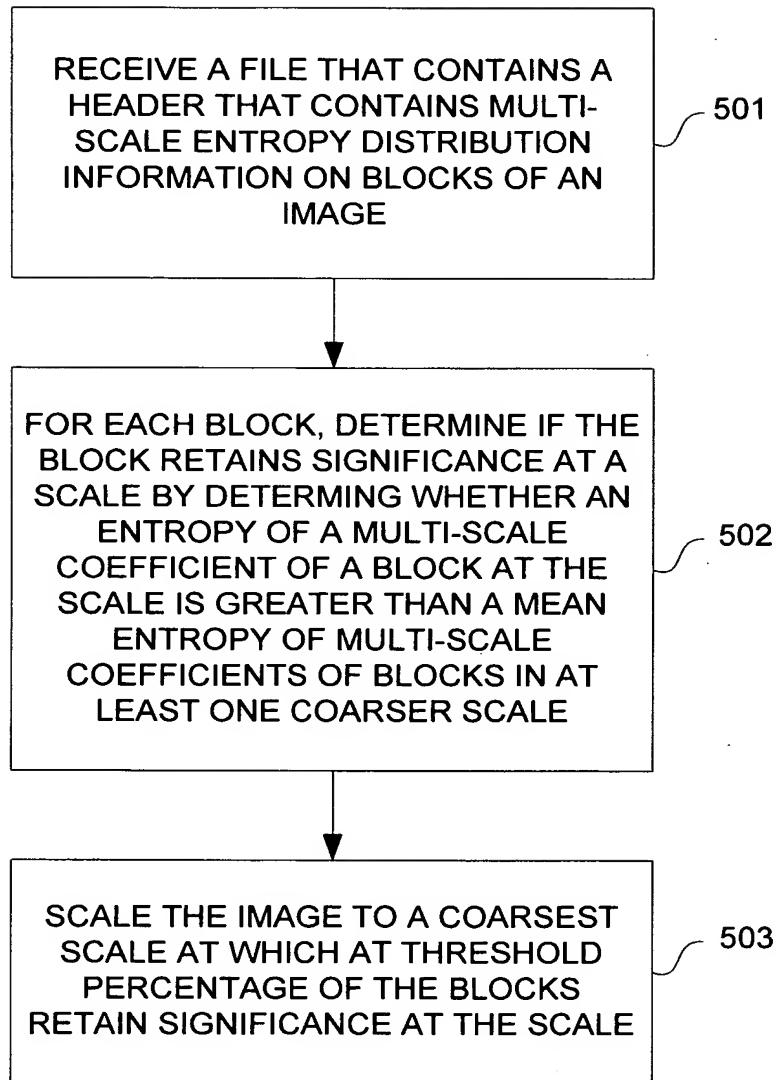 RECEIVE A FILE THAT CONTAINS A
HEADER THAT CONTAINS MULTI-
SCALE ENTROPY DISTRIBUTION
INFORMATION ON BLOCKS OF AN
IMAGE
501
FOR EACH BLOCK, DETERMINE IF THE
BLOCK RETAINS SIGNIFICANCE AT A
SCALE BY DETERMINING WHETHER AN
ENTROPY OF A MULTI-SCALE
COEFFICIENT OF A BLOCK AT THE
SCALE IS GREATER THAN A MEAN
ENTROPY OF MULTI-SCALE
COEFFICIENTS OF BLOCKS IN AT
LEAST ONE COARSER SCALE
502
SCALE THE IMAGE TO A COARSEST
SCALE AT WHICH AT THRESHOLD
PERCENTAGE OF THE BLOCKS
RETAIN SIGNIFICANCE AT THE SCALE
503